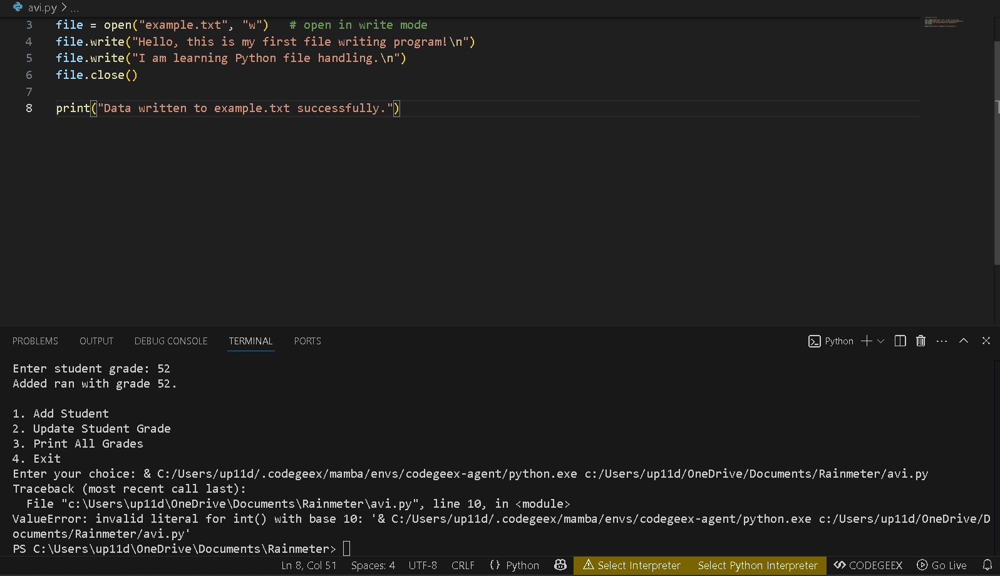 avi.py > ...
3 file = open("example.txt", "w")   # open in write mode
4 file.write("Hello, this is my first file writing program!\n")
5 file.write("I am learning Python file handling.\n")
6 file.close()
7
8 print("Data written to example.txt successfully.")
PROBLEMS OUTPUT DEBUG CONSOLE TERMINAL PORTS Python
Enter student grade: 52
Added ran with grade 52.
1. Add Student
2. Update Student Grade
3. Print All Grades
4. Exit
Enter your choice: & C:/Users/up11d/.codegeex/mamba/envs/codegeex-agent/python.exe c:/Users/up11d/OneDrive/Documents/Rainmeter/avi.py
Traceback (most recent call last):
  File "c:\Users\up11d\OneDrive\Documents\Rainmeter\avi.py", line 10, in <module>
ValueError: invalid literal for int() with base 10: '& C:/Users/up11d/.codegeex/mamba/envs/codegeex-agent/python.exe c:/Users/up11d/OneDrive/D
ocuments/Rainmeter/avi.py'
PS C:\Users\up11d\OneDrive\Documents\Rainmeter>
Ln 8, Col 51 Spaces: 4 UTF-8 CRLF {} Python Select Interpreter Select Python Interpreter CODEGEEX Go Live